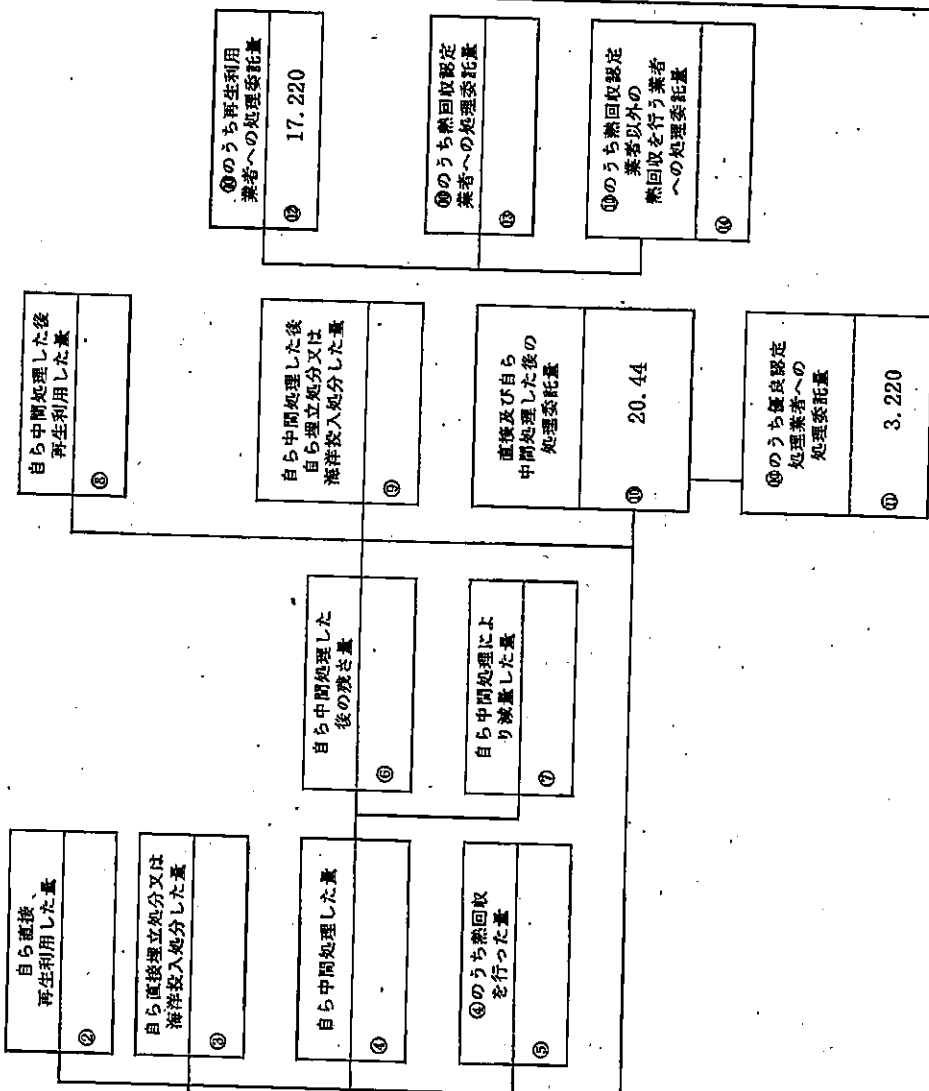 自ら直接、
再生利用した量
②
自ら直接埋立処分又は
海洋投入処分した量
③
自ら中間処理した量
④
④のうち熱回収
を行った量
⑤
自ら中間処理した
後の残さ量
⑥
自ら中間処理によ
り減量した量
⑦
自ら中間処理した後
再生利用した量
⑧
自ら中間処理した後
自ら埋立処分又は
海洋投入処分した量
⑨
直接及び自ら
中間処理した後の
処理委託量
⑩ 20.44
⑩のうち優良認定
処理業者への
処理委託量
⑪ 3.220
⑩のうち再生利用
業者への処理委託量
⑫ 17.220
⑩のうち熱回収認定
業者への処理委託量
⑬
⑩のうち熱回収認定
業者以外の
熱回収を行う業者
への処理委託量
⑭